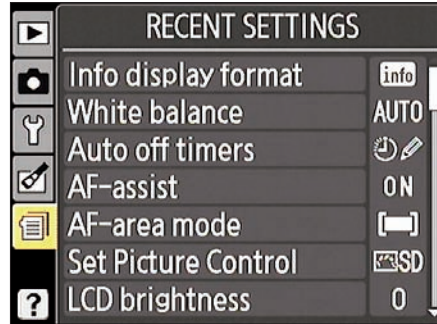 RECENT SETTINGS
Info display format info
White balance AUTO
Auto off timers
AF-assist ON
AF-area mode
Set Picture Control SD
LCD brightness 0
?